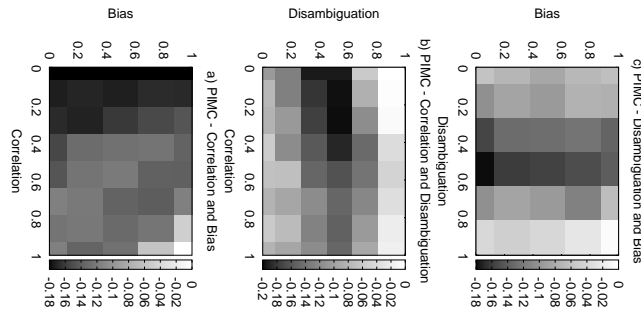 a) PIMC - Correlation and Bias
Bias
0 0.2 0.4 0.6 0.8 1
0 0.2 0.4 0.6 0.8 1
Correlation
-0.18 -0.16 -0.14 -0.12 -0.1 -0.08 -0.06 -0.04 -0.02 0
b) PIMC - Correlation and Disambiguation
Disambiguation
0 0.2 0.4 0.6 0.8 1
0 0.2 0.4 0.6 0.8 1
Correlation
-0.2 -0.18 -0.16 -0.14 -0.12 -0.1 -0.08 -0.06 -0.04 -0.02 0
c) PIMC - Disambiguation and Bias
Bias
0 0.2 0.4 0.6 0.8 1
0 0.2 0.4 0.6 0.8 1
Disambiguation
-0.18 -0.16 -0.14 -0.12 -0.1 -0.08 -0.06 -0.04 -0.02 0